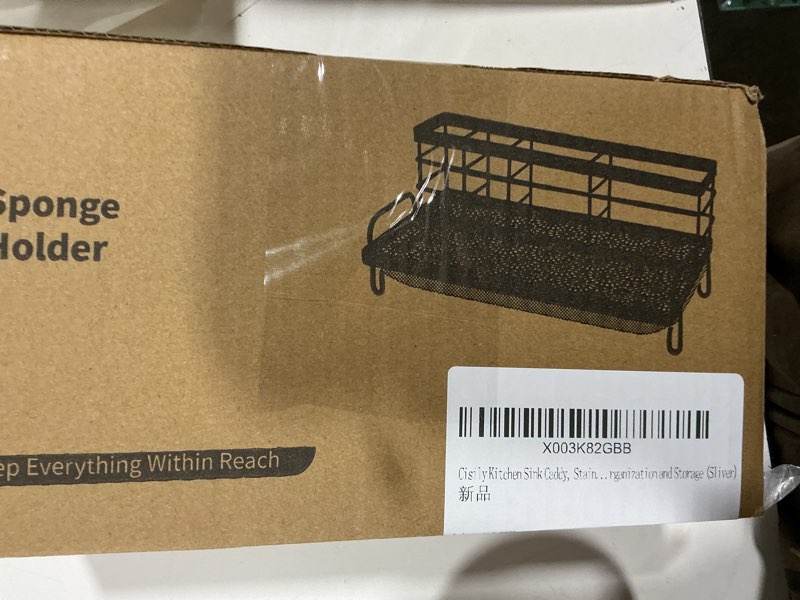 Sponge
Holder
ep Everything Within Reach
X003K82GBB
Cisily Kitchen Sink Caddy, Stain...rganization and Storage (Sliver)
新品